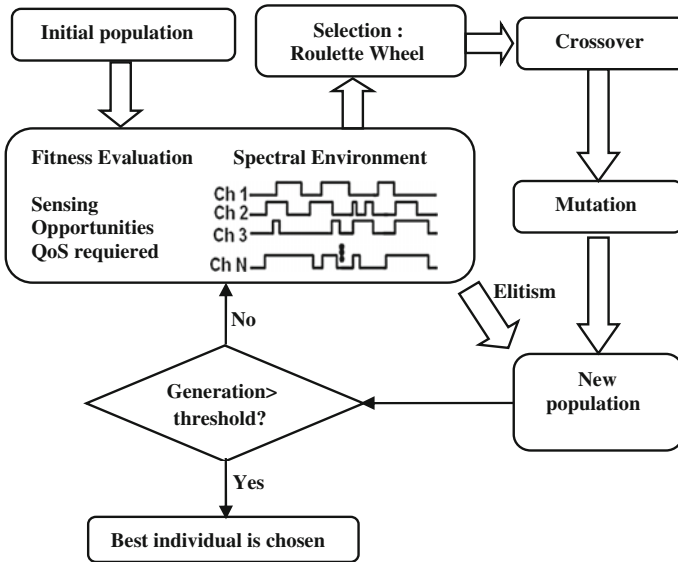 Initial population
Selection :
Roulette Wheel
Crossover
Fitness Evaluation
Spectral Environment
Sensing
Opportunities
QoS requiered
Ch 1
Ch 2
Ch 3
Ch N
Mutation
Elitism
No
New
population
Generation>
threshold?
Yes
Best individual is chosen